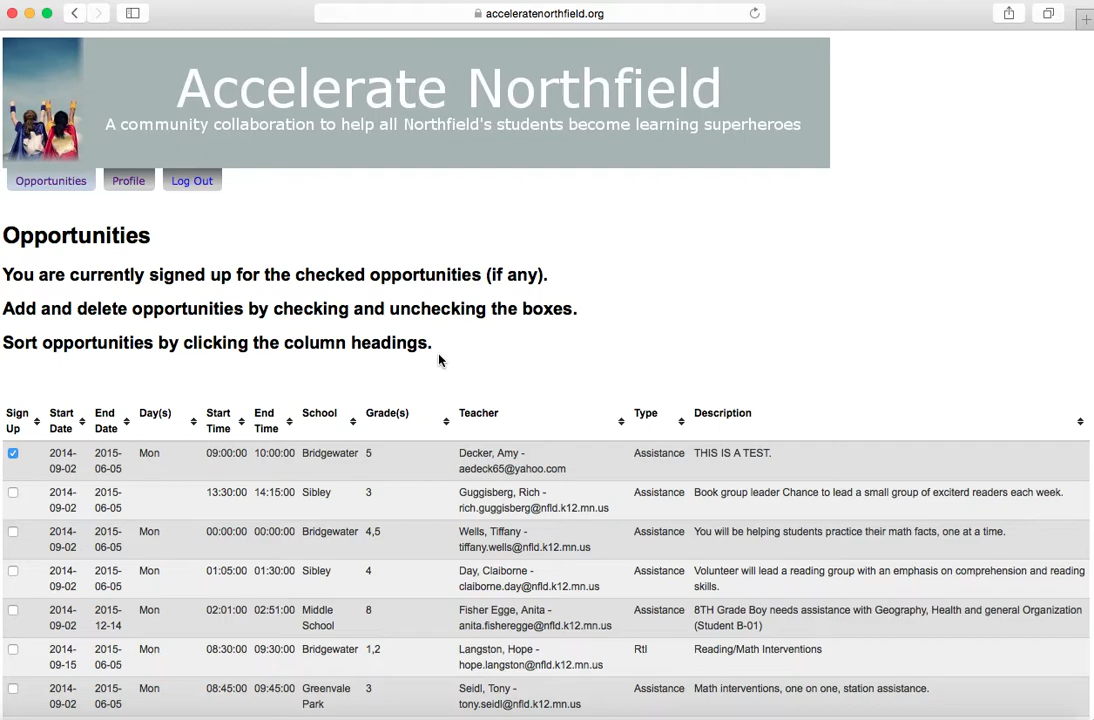 acceleratenorthfield.org
Accelerate Northfield
A community collaboration to help all Northfield's students become learning superheroes
Opportunities Profile Log Out
Opportunities
You are currently signed up for the checked opportunities (if any).
Add and delete opportunities by checking and unchecking the boxes.
Sort opportunities by clicking the column headings.
Sign Start End Day(s) Start End School Grade(s) Teacher Type Description
Up Date Date Time Time
2014- 2015- Mon 09:00:00 10:00:00 Bridgewater 5 Decker, Amy - Assistance THIS IS A TEST.
09-02 06-05 aedeck65@yahoo.com
2014- 2015- 13:30:00 14:15:00 Sibley 3 Guggisberg, Rich - Assistance Book group leader Chance to lead a small group of exciterd readers each week.
09-02 06-05 rich.guggisberg@nfld.k12.mn.us
2014- 2015- Mon 00:00:00 00:00:00 Bridgewater 4,5 Wells, Tiffany - Assistance You will be helping students practice their math facts, one at a time.
09-02 06-05 tiffany.wells@nfld.k12.mn.us
2014- 2015- Mon 01:05:00 01:30:00 Sibley 4 Day, Claiborne - Assistance Volunteer will lead a reading group with an emphasis on comprehension and reading
09-02 06-05 claiborne.day@nfld.k12.mn.us skills.
2014- 2015- Mon 02:01:00 02:51:00 Middle 8 Fisher Egge, Anita - Assistance 8TH Grade Boy needs assistance with Geography, Health and general Organization
09-02 12-14 School anita.fisheregge@nfld.k12.mn.us (Student B-01)
2014- 2015- Mon 08:30:00 09:30:00 Bridgewater 1,2 Langston, Hope - RtI Reading/Math Interventions
09-15 06-05 hope.langston@nfld.k12.mn.us
2014- 2015- Mon 08:45:00 09:45:00 Greenvale 3 Seidl, Tony - Assistance Math interventions, one on one, station assistance.
09-02 06-05 Park tony.seidl@nfld.k12.mn.us